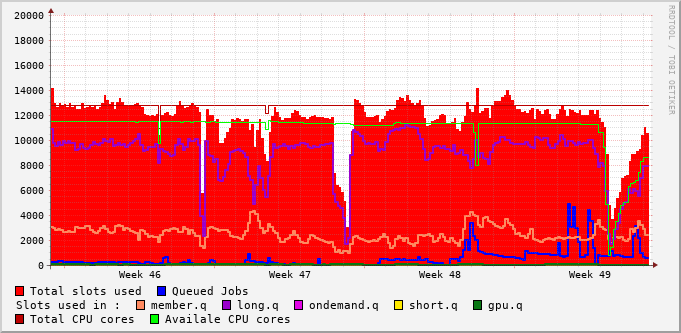 20000
18000
16000
14000
12000
10000
8000
6000
4000
2000
0
Week 46 Week 47 Week 48 Week 49
RRDTOOL / TOBI OETIKER
Total slots used Queued Jobs
Slots used in : member.q long.q ondemand.q short.q gpu.q
Total CPU cores Availale CPU cores